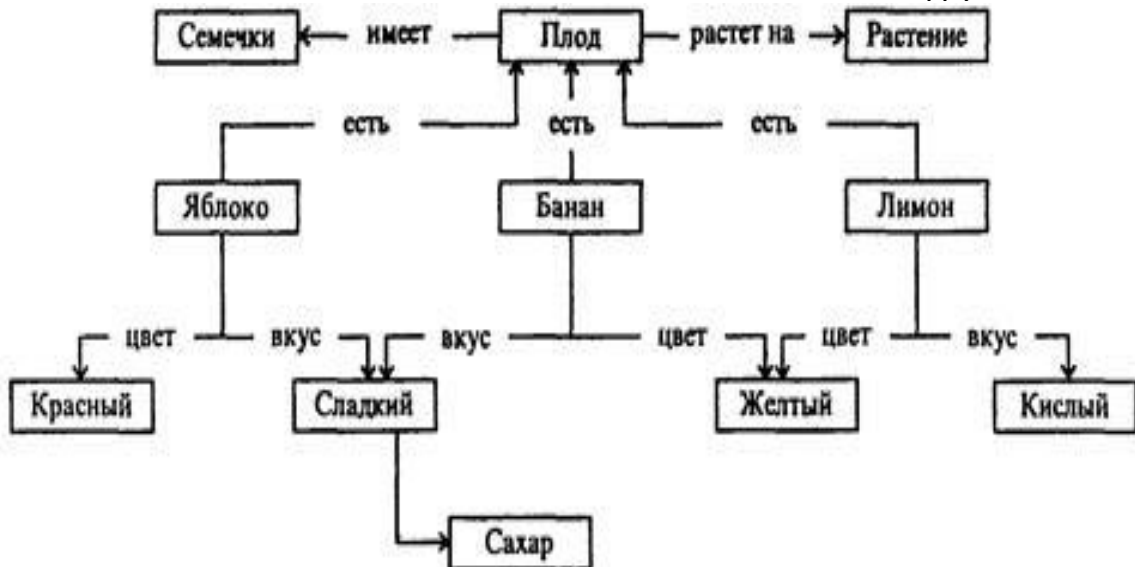 Семечки имеет Плод растет на Растение
есть есть есть
Яблоко Банан Лимон
цвет вкус вкус цвет цвет вкус
Красный Сладкий Желтый Кислый
Сахар